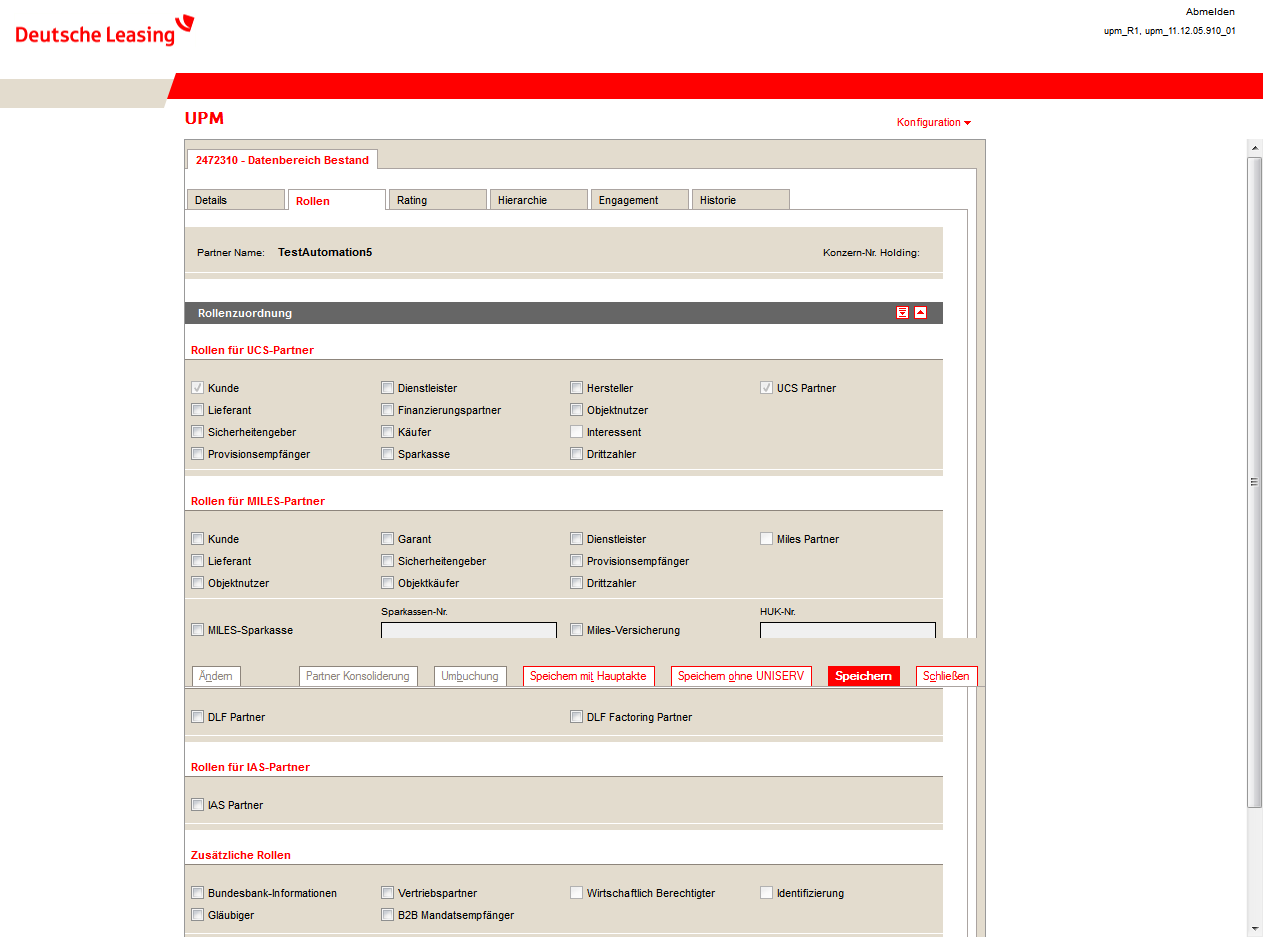 Deutsche Leasing
Abmelden
upm_R1, upm_11.12.05.910_01
UPM
Konfiguration
2472310 - Datenbereich Bestand
Details Rollen Rating Hierarchie Engagement Historie
Partner Name: TestAutomation5 Konzern-Nr. Holding:
Rollenzuordnung
Rollen für UCS-Partner
Kunde Dienstleister Hersteller UCS Partner
Lieferant Finanzierungspartner Objektnutzer
Sicherheitengeber Käufer Interessent
Provisionsempfänger Sparkasse Drittzahler
Rollen für MILES-Partner
Kunde Garant Dienstleister Miles Partner
Lieferant Sicherheitengeber Provisionsempfänger
Objektnutzer Objektkäufer Drittzahler
Sparkassen-Nr. HUK-Nr.
MILES-Sparkasse Miles-Versicherung
Ändern Partner Konsolidierung Umbuchung Speichern mit Hauptakte Speichern ohne UNISERV Speichern Schließen
DLF Partner DLF Factoring Partner
Rollen für IAS-Partner
IAS Partner
Zusätzliche Rollen
Bundesbank-Informationen Vertriebspartner Wirtschaftlich Berechtigter Identifizierung
Gläubiger B2B Mandatsempfänger